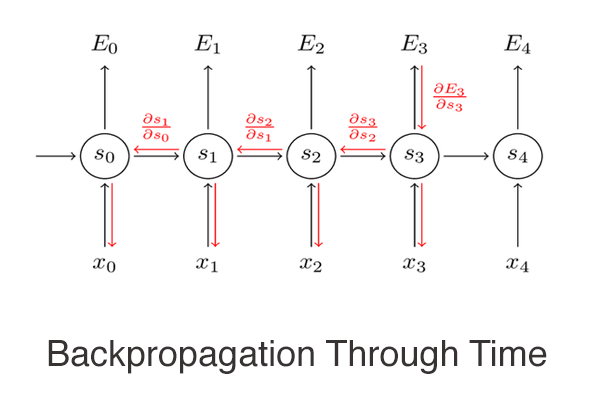 E₀ E₁ E₂ E₃ E₄
∂s₁/∂s₀ ∂s₂/∂s₁ ∂s₃/∂s₂ ∂E₃/∂s₃
s₀ s₁ s₂ s₃ s₄
x₀ x₁ x₂ x₃ x₄
Backpropagation Through Time